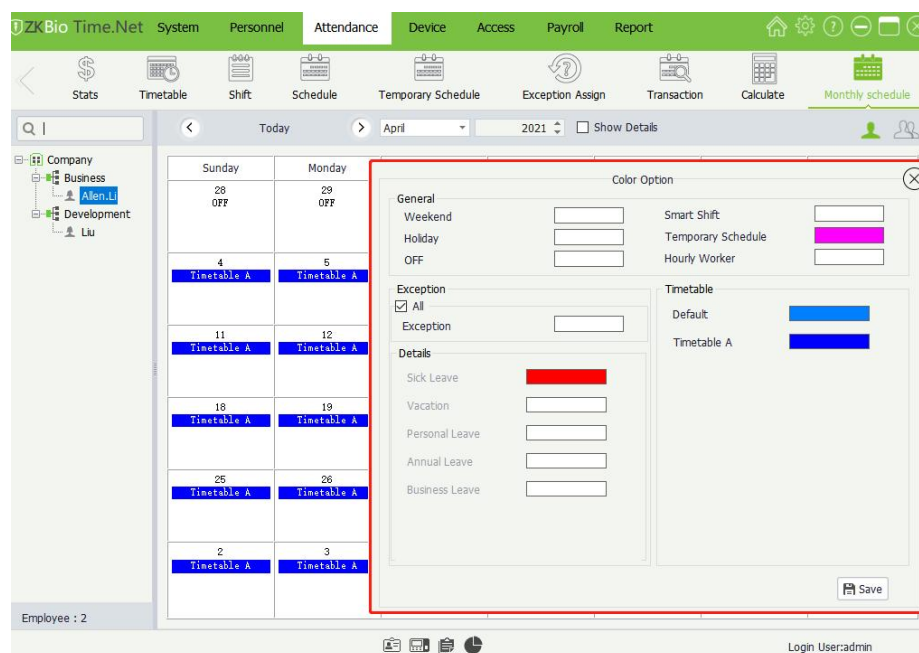 ZKBio Time.Net System Personnel Attendance Device Access Payroll Report
Stats Timetable Shift Schedule Temporary Schedule Exception Assign Transaction Calculate Monthly schedule
Today April 2021 Show Details
Company
Business
Allen.Li
Development
Liu
Employee : 2
Sunday Monday
28 29
OFF OFF
4 5
Timetable A Timetable A
11 12
Timetable A Timetable A
18 19
Timetable A Timetable A
25 26
Timetable A Timetable A
2 3
Timetable A Timetable A
Color Option
General
Weekend Smart Shift
Holiday Temporary Schedule
OFF Hourly Worker
Exception
All
Exception
Details
Sick Leave
Vacation
Personal Leave
Annual Leave
Business Leave
Timetable
Default
Timetable A
Save
Login User:admin